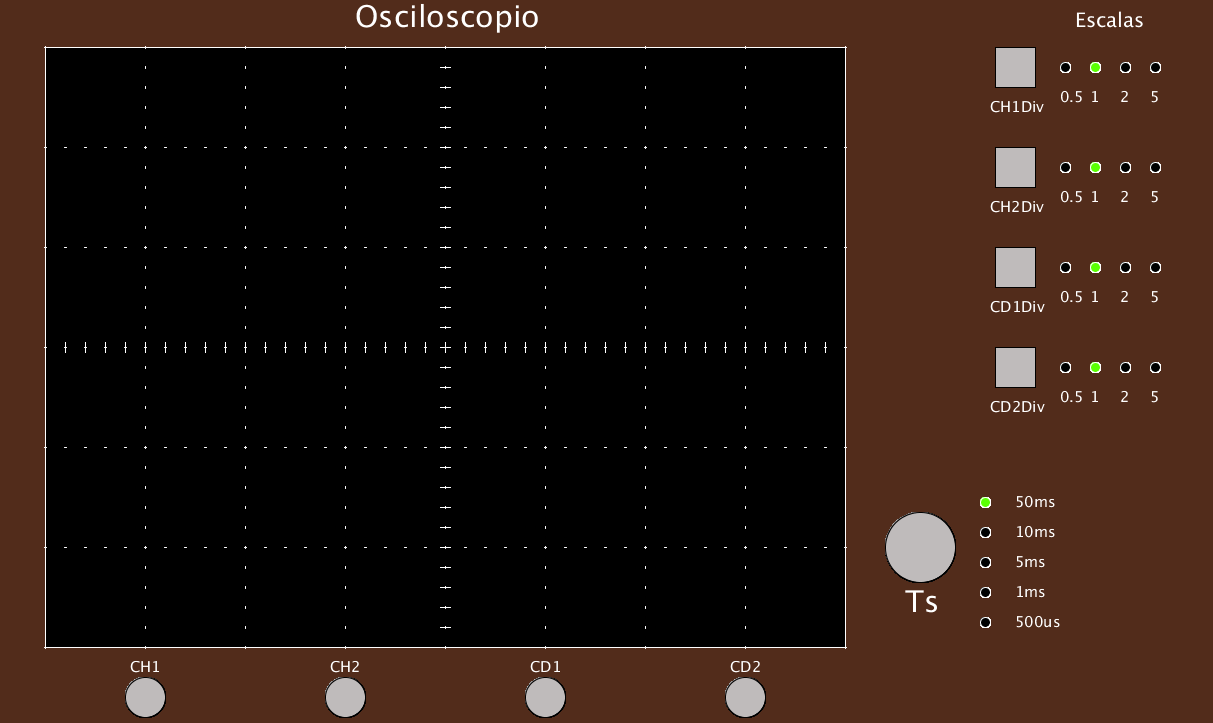 Osciloscopio
Escalas
0.5 1 2 5
CH1Div
0.5 1 2 5
CH2Div
0.5 1 2 5
CD1Div
0.5 1 2 5
CD2Div
50ms
10ms
5ms
1ms
500us
Ts
CH1 CH2 CD1 CD2